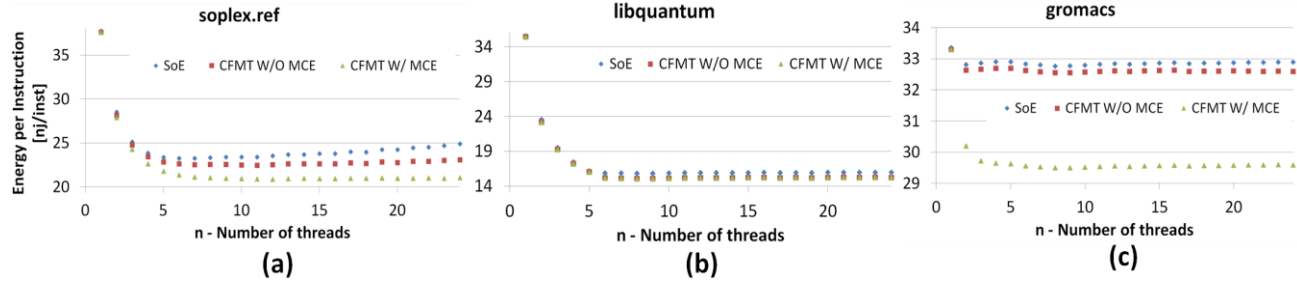 soplex.ref
Energy per Instruction
[nj/inst]
35
30
25
20
SoE
CFMT W/O MCE
CFMT W/ MCE
0
5
10
15
20
n - Number of threads
(a)
libquantum
34
29
24
19
14
SoE
CFMT W/O MCE
CFMT W/ MCE
0
5
10
15
20
n - Number of threads
(b)
gromacs
34
33
32
31
30
29
SoE
CFMT W/O MCE
CFMT W/ MCE
0
5
10
15
20
n - Number of threads
(c)